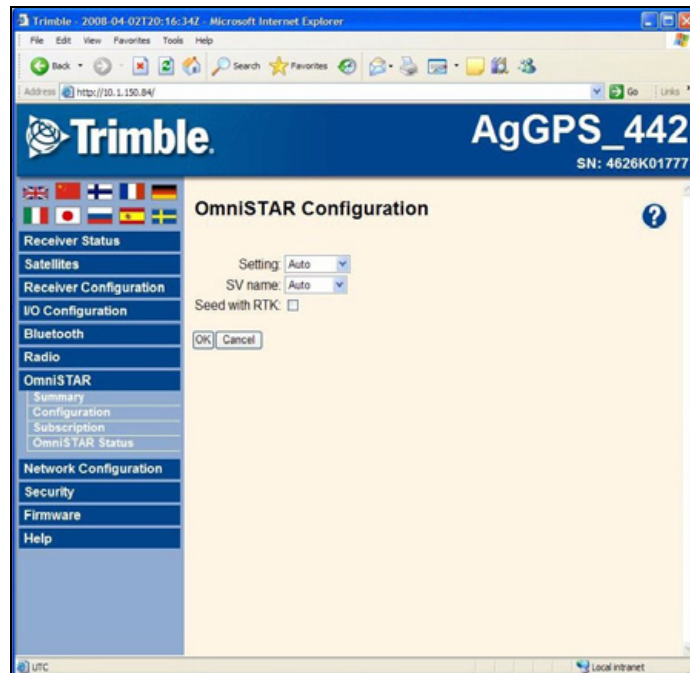 Trimble - 2008-04-02T20:16:34Z - Microsoft Internet Explorer
File Edit View Favorites Tools Help
Back Search Favorites
Address http://10.1.150.84/ Go Links
Trimble.
AgGPS_442
SN: 4626K01777
OmniSTAR Configuration
?
Receiver Status
Satellites
Receiver Configuration
I/O Configuration
Bluetooth
Radio
OmniSTAR
Summary
Configuration
Subscription
OmniSTAR Status
Network Configuration
Security
Firmware
Help
Setting: Auto
SV name: Auto
Seed with RTK:
OK Cancel
UTC
Local intranet